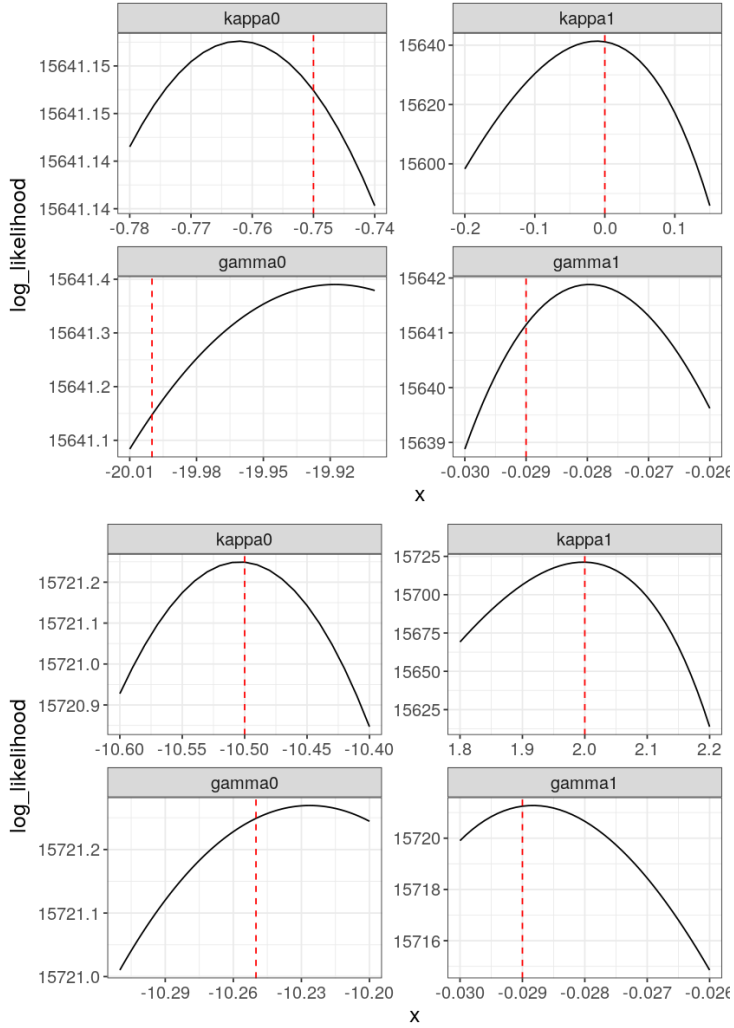 kappa0 kappa1
15641.15 15640
15641.15 15620
15641.14 15600
15641.14
-0.78 -0.77 -0.76 -0.75 -0.74 -0.2 -0.1 0.0 0.1
log_likelihood
gamma0 gamma1
15641.4 15642
15641.3 15641
15641.2 15640
15641.1 15639
-20.01 -19.98 -19.95 -19.92 -0.030 -0.029 -0.028 -0.027 -0.026
x
kappa0 kappa1
15721.2 15725
15721.1 15700
15721.0 15675
15720.9 15650
15625
-10.60 -10.55 -10.50 -10.45 -10.40 1.8 1.9 2.0 2.1 2.2
log_likelihood
gamma0 gamma1
15721.2 15720
15721.1 15718
15721.0 15716
-10.29 -10.26 -10.23 -10.20 -0.030 -0.029 -0.028 -0.027 -0.026
x